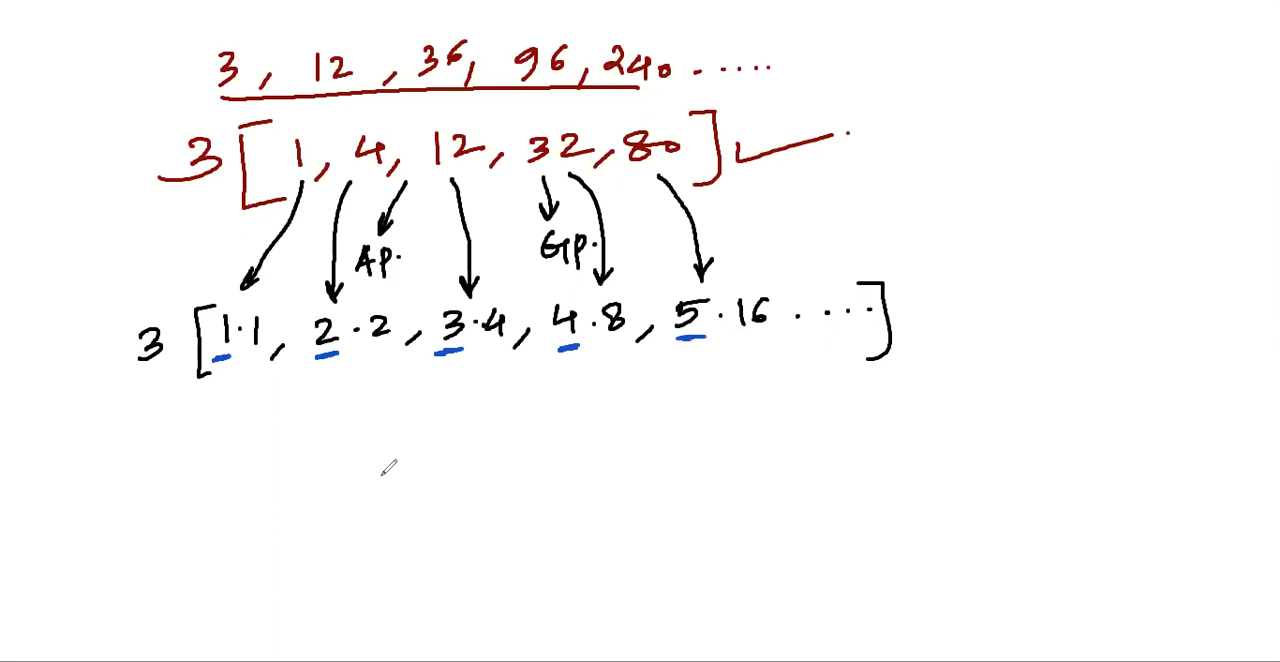 3, 12, 36, 96, 240. .....
3 [1, 4, 12, 32, 80]
AP. GP.
3 [1·1, 2·2, 3·4, 4·8, 5·16 ....]